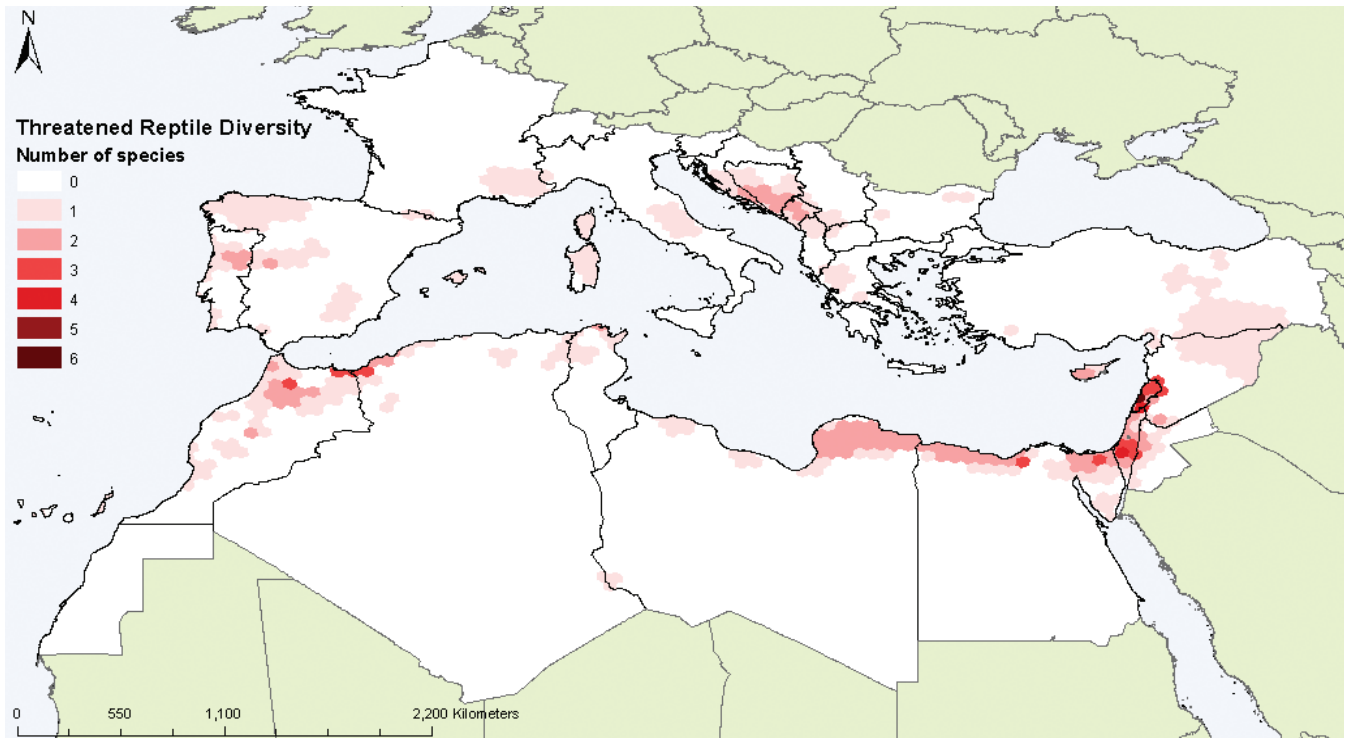 N
Threatened Reptile Diversity
Number of species
0
1
2
3
4
5
6
0 550 1,100 2,200 Kilometers